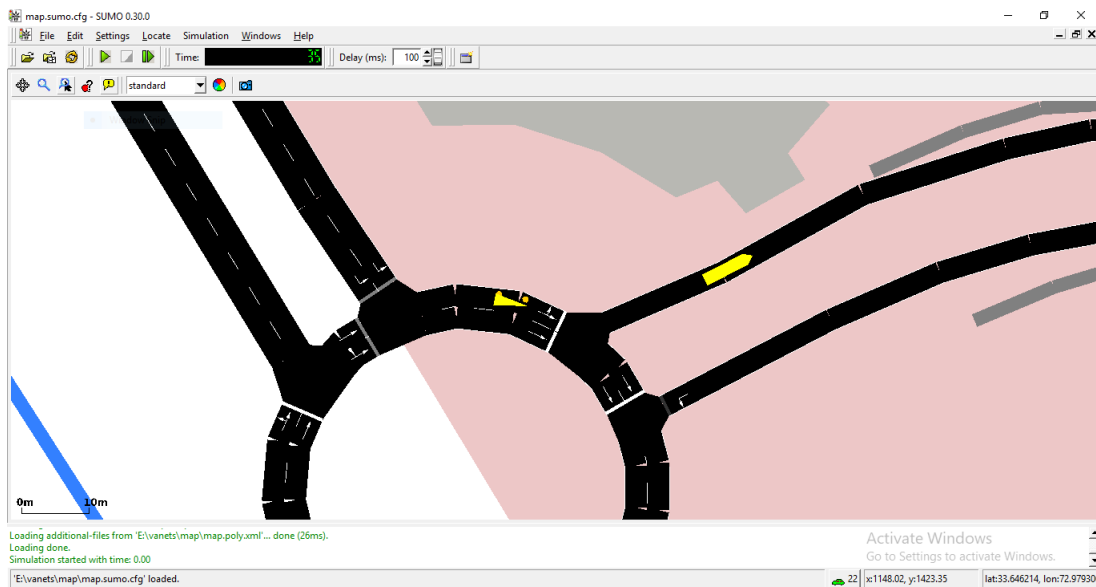 map.sumo.cfg - SUMO 0.30.0
File Edit Settings Locate Simulation Windows Help
Time: 35 Delay (ms): 100
standard
0m 10m
Loading additional-files from 'E:\vanets\map\map.poly.xml'... done (26ms).
Loading done.
Simulation started with time: 0.00
Activate Windows
Go to Settings to activate Windows.
'E:\vanets\map\map.sumo.cfg' loaded.
22 x:1148.02, y:1423.35 lat:33.646214, lon:72.97930